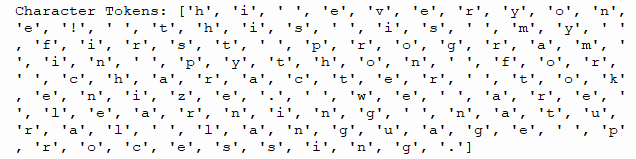 Character Tokens: ['h', 'i', ' ', 'e', 'v', 'e', 'r', 'y', 'o', 'n',
'e', '!', ' ', 't', 'h', 'i', 's', ' ', 'i', 's', ' ', 'm', 'y', ' '
, 'f', 'i', 'r', 's', 't', ' ', 'p', 'r', 'o', 'g', 'r', 'a', 'm', '
', 'i', 'n', ' ', 'p', 'y', 't', 'h', 'o', 'n', ' ', 'f', 'o', 'r',
' ', 'c', 'h', 'a', 'r', 'a', 'c', 't', 'e', 'r', ' ', 't', 'o', 'k'
, 'e', 'n', 'i', 'z', 'e', '.', ' ', 'w', 'e', ' ', 'a', 'r', 'e', '
', 'l', 'e', 'a', 'r', 'n', 'i', 'n', 'g', ' ', 'n', 'a', 't', 'u',
'r', 'a', 'l', ' ', 'l', 'a', 'n', 'g', 'u', 'a', 'g', 'e', ' ', 'p'
, 'r', 'o', 'c', 'e', 's', 's', 'i', 'n', 'g', '.']